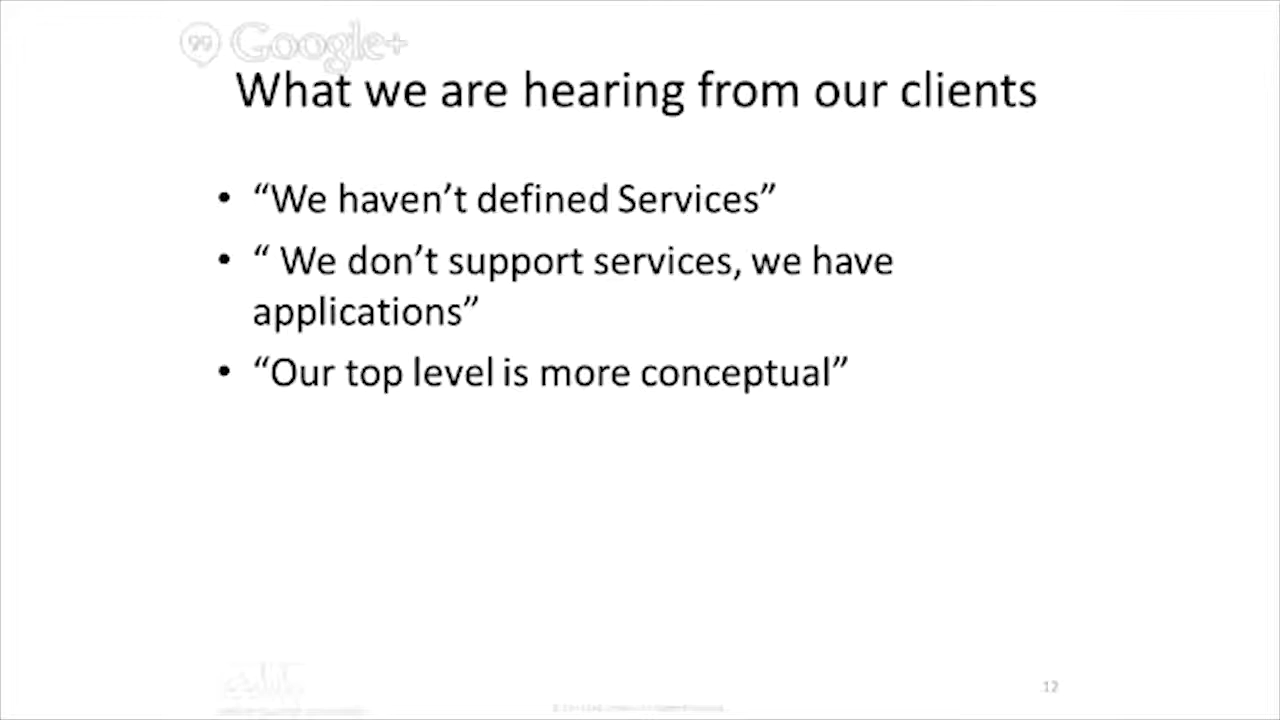 99 Google+
What we are hearing from our clients
• “We haven’t defined Services”
• “ We don’t support services, we have
applications”
• “Our top level is more conceptual”
12